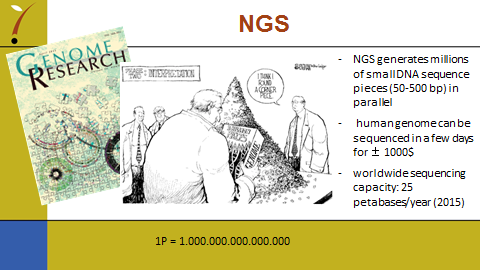 NGS
GENOME
RESEARCH
INTERPRETATION
I THINK I
FOUND
A CORNER
PIECE.
- NGS generates millions
of small DNA sequence
pieces (50-500 bp) in
parallel
- human genome can be
sequenced in a few days
for ± 1000$
- worldwide sequencing
capacity: 25
petabases/year (2015)
1P = 1.000.000.000.000.000